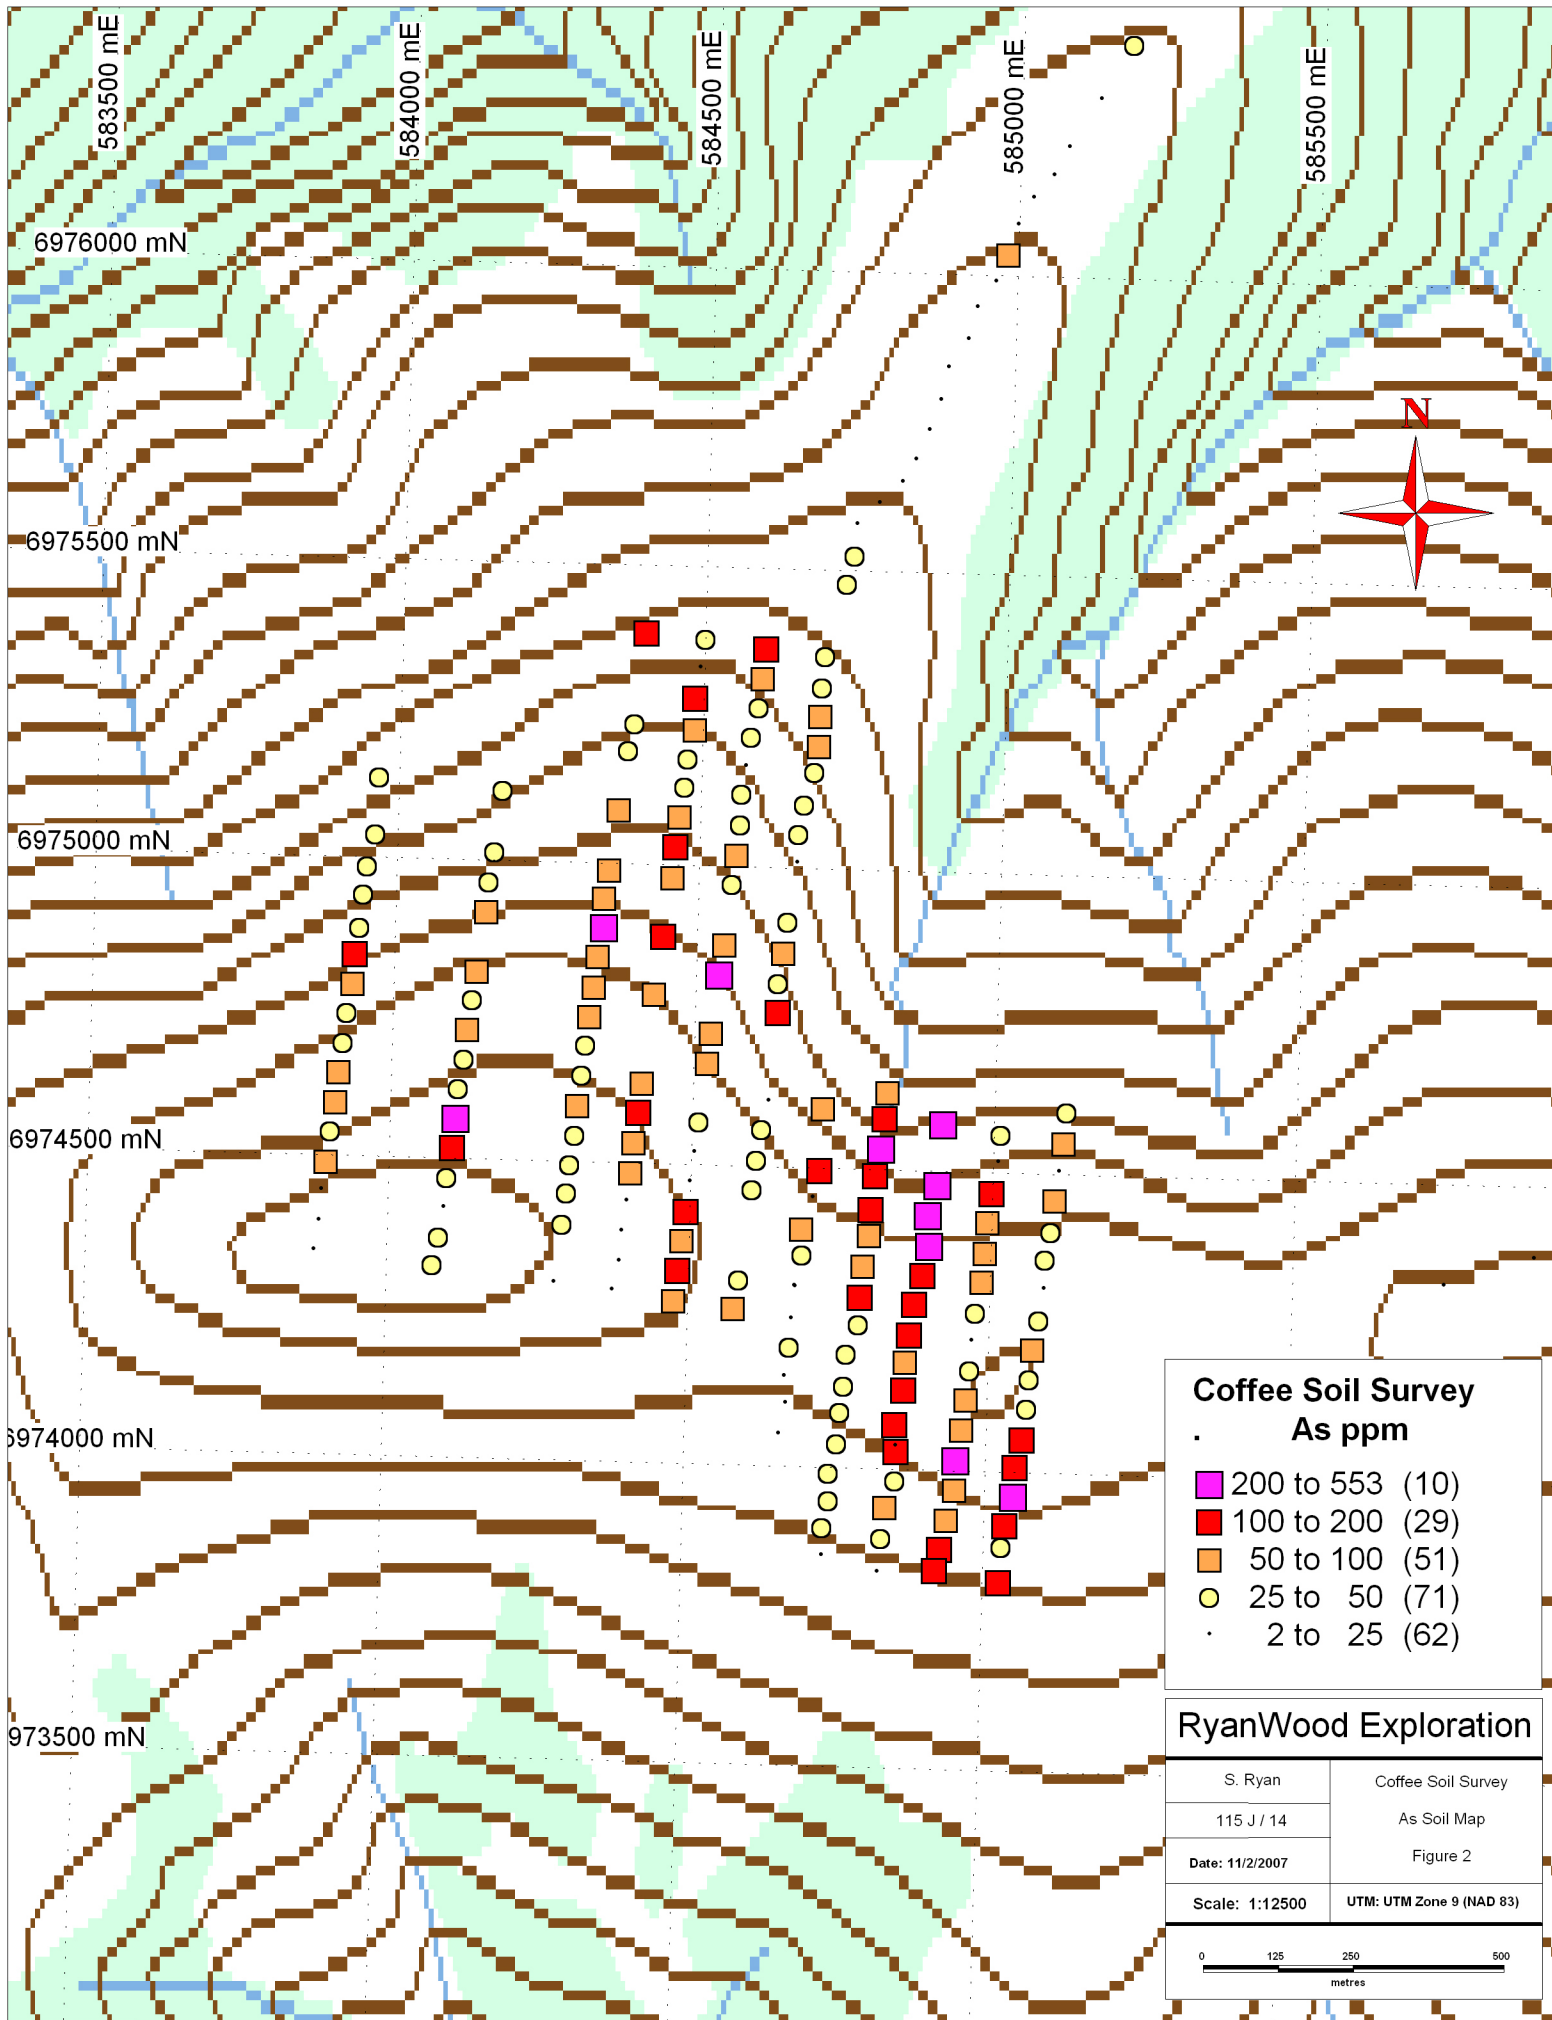 583500 mE
584000 mE
584500 mE
585000 mE
585500 mE
6976000 mN
N
6975500 mN
6975000 mN
6974500 mN
6974000 mN
973500 mN
Coffee Soil Survey
. As ppm
200 to 553 (10)
100 to 200 (29)
50 to 100 (51)
25 to 50 (71)
2 to 25 (62)
RyanWood Exploration
S. Ryan
115 J / 14
Date: 11/2/2007
Scale: 1:12500
Coffee Soil Survey
As Soil Map
Figure 2
UTM: UTM Zone 9 (NAD 83)
0 125 250 500
metres